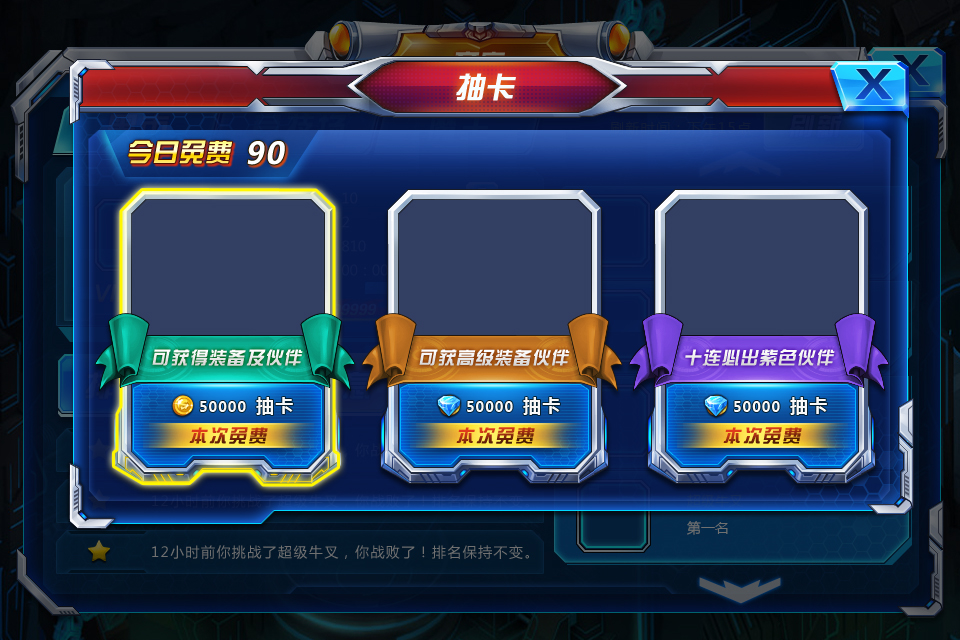 抽卡
X
今日免费 90
可获得装备及伙伴
50000 抽卡
本次免费
可获高级装备伙伴
50000 抽卡
本次免费
十连必出紫色伙伴
50000 抽卡
本次免费
第一名
12小时前你挑战了超级牛叉，你战败了！排名保持不变。